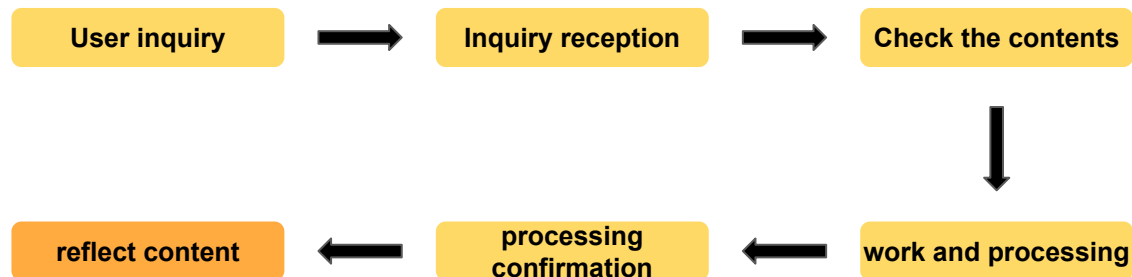 User inquiry
Inquiry reception
Check the contents
reflect content
processing
confirmation
work and processing